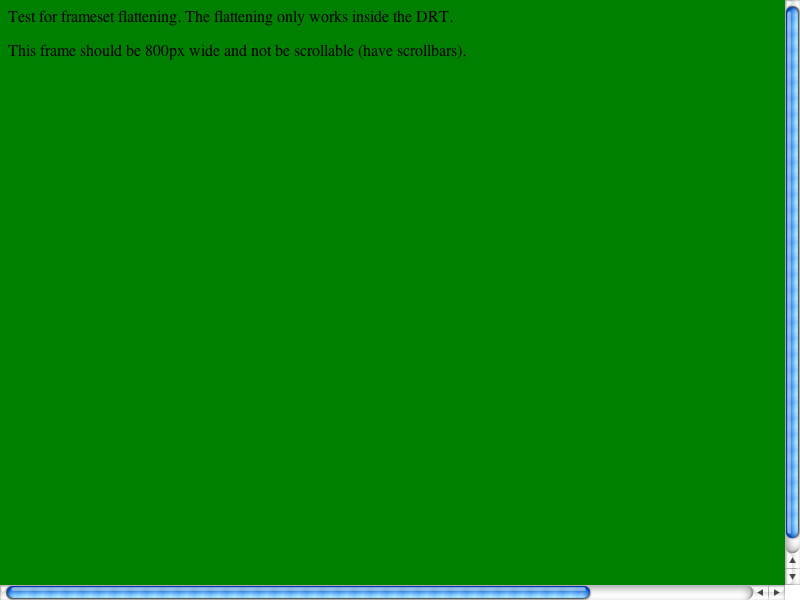 Test for frameset flattening. The flattening only works inside the DRT.
This frame should be 800px wide and not be scrollable (have scrollbars).